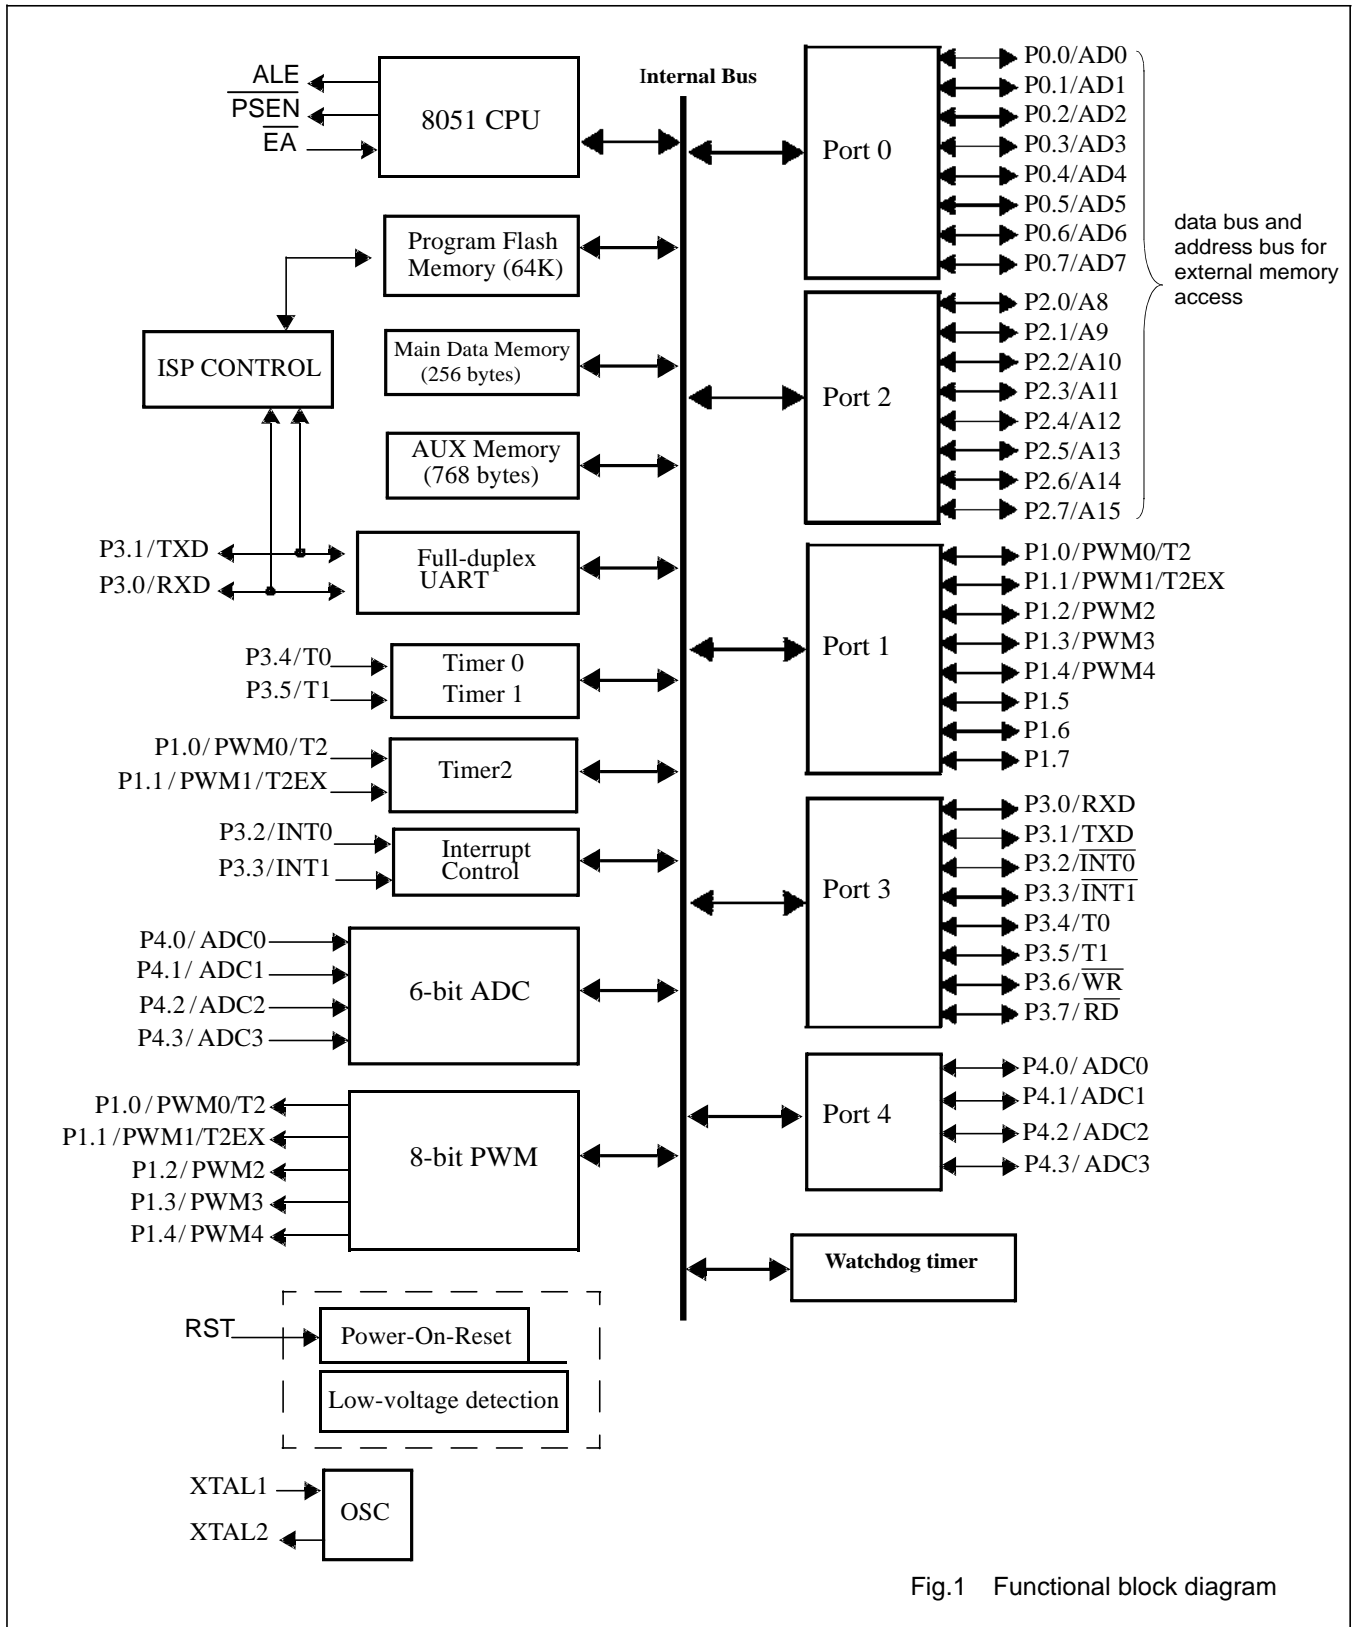 Internal Bus
ALE
PSEN
EA
8051 CPU
Program Flash
Memory (64K)
ISP CONTROL
Main Data Memory
(256 bytes)
AUX Memory
(768 bytes)
P3.1/TXD
P3.0/RXD
Full-duplex
UART
P3.4/T0
P3.5/T1
Timer 0
Timer 1
P1.0/PWM0/T2
P1.1/PWM1/T2EX
Timer2
P3.2/INT0
P3.3/INT1
Interrupt
Control
P4.0/ADC0
P4.1/ ADC1
P4.2/ADC2
P4.3/ADC3
6-bit ADC
P1.0/PWM0/T2
P1.1/PWM1/T2EX
P1.2/PWM2
P1.3/PWM3
P1.4/PWM4
8-bit PWM
RST
Power-On-Reset
Low-voltage detection
XTAL1
XTAL2
OSC
Port 0
P0.0/AD0
P0.1/AD1
P0.2/AD2
P0.3/AD3
P0.4/AD4
P0.5/AD5
P0.6/AD6
P0.7/AD7
data bus and
address bus for
external memory
access
Port 2
P2.0/A8
P2.1/A9
P2.2/A10
P2.3/A11
P2.4/A12
P2.5/A13
P2.6/A14
P2.7/A15
Port 1
P1.0/PWM0/T2
P1.1/PWM1/T2EX
P1.2/PWM2
P1.3/PWM3
P1.4/PWM4
P1.5
P1.6
P1.7
Port 3
P3.0/RXD
P3.1/TXD
P3.2/INT0
P3.3/INT1
P3.4/T0
P3.5/T1
P3.6/WR
P3.7/RD
Port 4
P4.0/ADC0
P4.1/ADC1
P4.2/ADC2
P4.3/ADC3
Watchdog timer
Fig.1 Functional block diagram